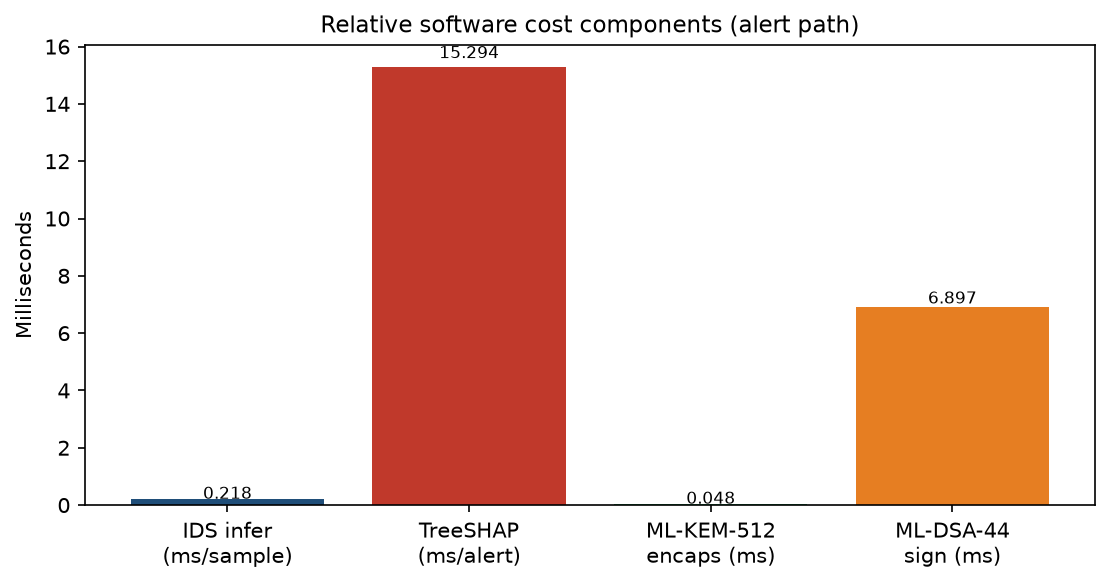 Relative software cost components (alert path)
Milliseconds
16
14
12
10
8
6
4
2
0
0.218
15.294
0.048
6.897
IDS infer
(ms/sample)
TreeSHAP
(ms/alert)
ML-KEM-512
encaps (ms)
ML-DSA-44
sign (ms)